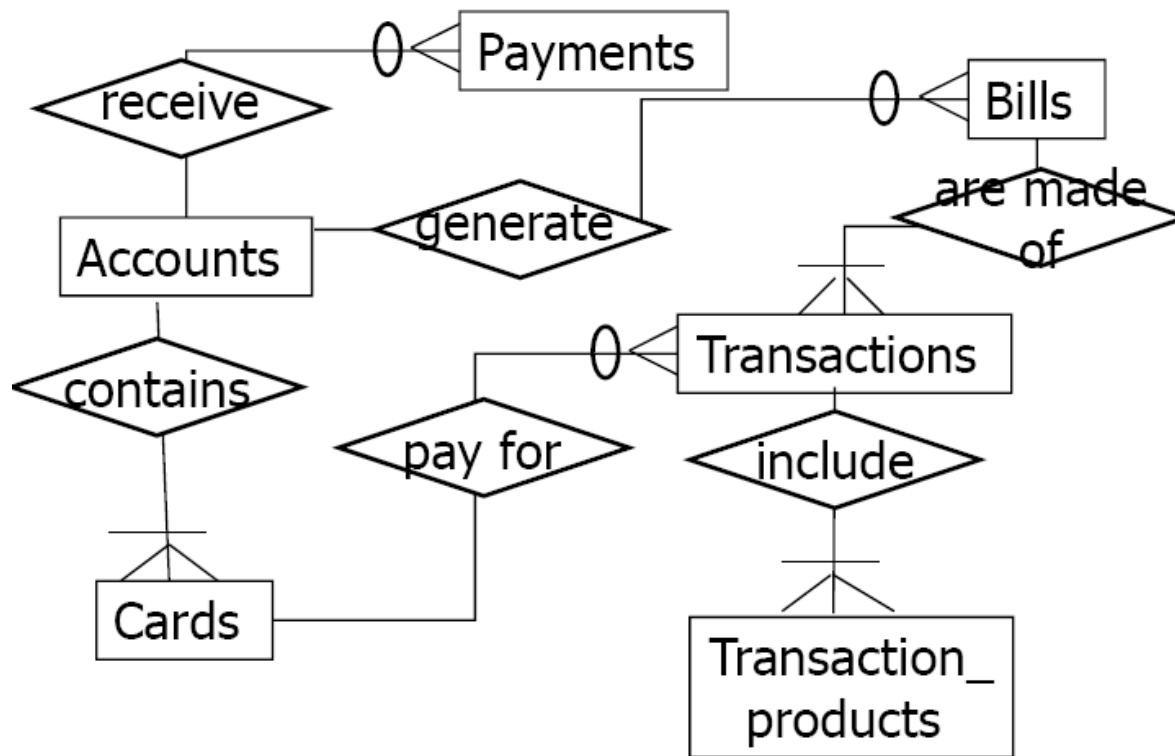 Payments
receive
Bills
generate
are made
of
Accounts
Transactions
contains
pay for
include
Cards
Transaction_
products